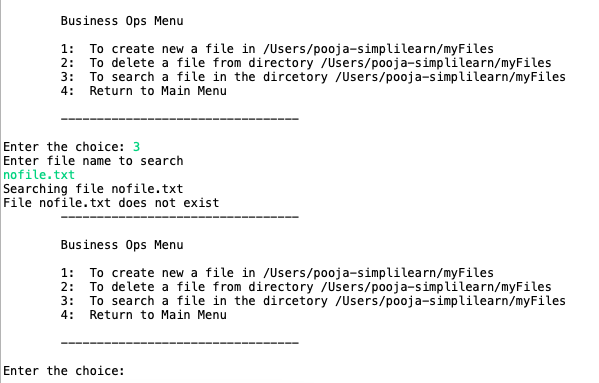 Business Ops Menu
1:  To create new a file in /Users/pooja-simplilearn/myFiles
2:  To delete a file from directory /Users/pooja-simplilearn/myFiles
3:  To search a file in the dircetory /Users/pooja-simplilearn/myFiles
4:  Return to Main Menu
---------------------------------
Enter the choice: 3
Enter file name to search
nofile.txt
Searching file nofile.txt
File nofile.txt does not exist
---------------------------------
Business Ops Menu
1:  To create new a file in /Users/pooja-simplilearn/myFiles
2:  To delete a file from directory /Users/pooja-simplilearn/myFiles
3:  To search a file in the dircetory /Users/pooja-simplilearn/myFiles
4:  Return to Main Menu
---------------------------------
Enter the choice: